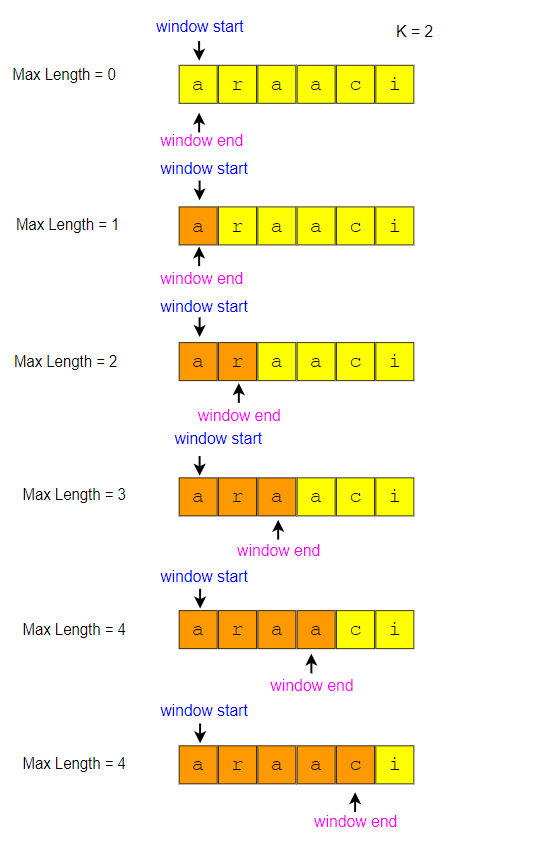 window start
K = 2
Max Length = 0
a r a a c i
window end
window start
Max Length = 1
a r a a c i
window end
window start
Max Length = 2
a r a a c i
window end
window start
Max Length = 3
a r a a c i
window end
window start
Max Length = 4
a r a a c i
window end
window start
Max Length = 4
a r a a c i
window end